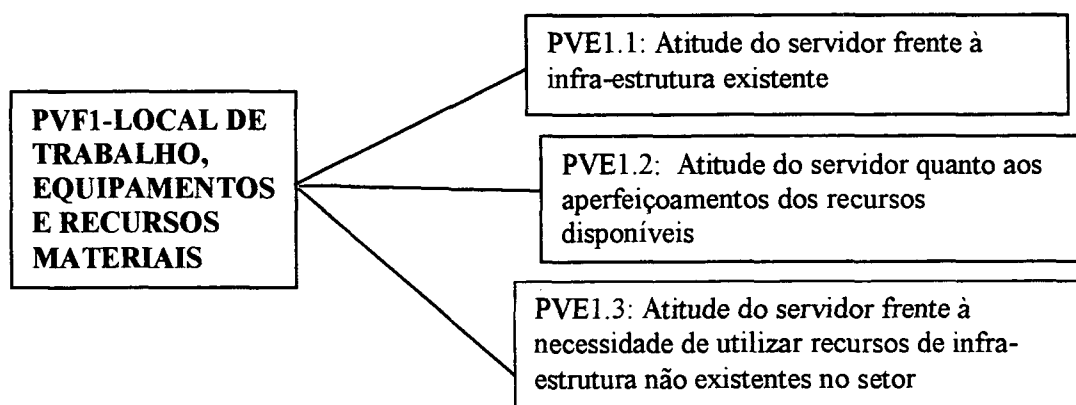 PVF1-LOCAL DE
TRABALHO,
EQUIPAMENTOS
E RECURSOS
MATERIAIS
PVE1.1: Atitude do servidor frente à
infra-estrutura existente
PVE1.2: Atitude do servidor quanto aos
aperfeiçoamentos dos recursos
disponíveis
PVE1.3: Atitude do servidor frente à
necessidade de utilizar recursos de infra-
estrutura não existentes no setor